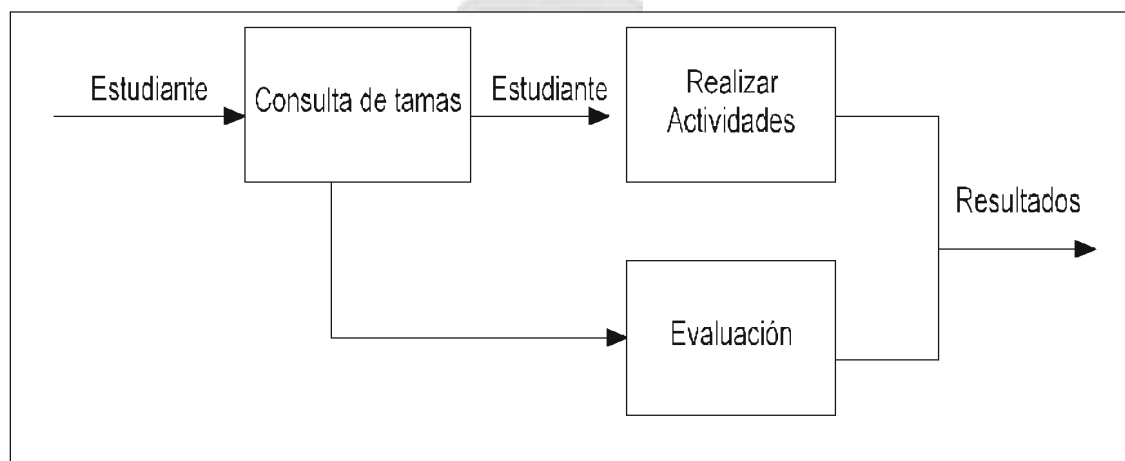 Estudiante
Consulta de tamas
Estudiante
Realizar
Actividades
Resultados
Evaluación